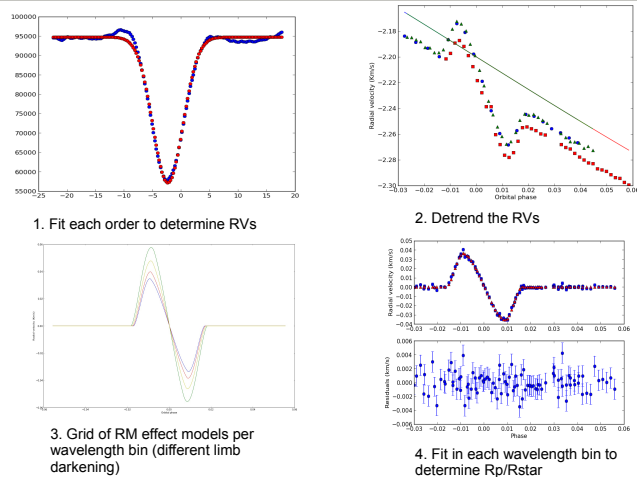 100000
95000
90000
85000
80000
75000
70000
65000
60000
55000
−25 −20 −15 −10 −5 0 5 10 15 20
1. Fit each order to determine RVs
−2.18
−2.20
−2.22
−2.24
−2.26
−2.28
−2.30
Radial velocity (Km/s)
−0.03 −0.02 −0.01 0.00 0.01 0.02 0.03 0.04 0.05 0.06
Orbital phase
2. Detrend the RVs
3. Grid of RM effect models per
wavelength bin (different limb
darkening)
0.05
0.04
0.03
0.02
0.01
0.00
−0.01
−0.02
−0.03
−0.04
Radial velocity (km/s)
−0.03 −0.02 −0.01 0.00 0.01 0.02 0.03 0.04 0.05 0.06
0.006
0.004
0.002
0.000
−0.002
−0.004
−0.006
Residuals (km/s)
−0.03 −0.02 −0.01 0.00 0.01 0.02 0.03 0.04 0.05 0.06
Phase
4. Fit in each wavelength bin to
determine Rp/Rstar